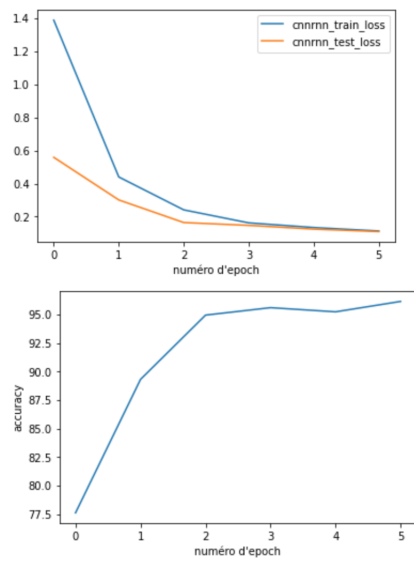 cnnrnn_train_loss
cnnrnn_test_loss
1.4
1.2
1.0
0.8
0.6
0.4
0.2
0 1 2 3 4 5
numéro d'epoch
95.0
92.5
90.0
87.5
85.0
82.5
80.0
77.5
accuracy
0 1 2 3 4 5
numéro d'epoch